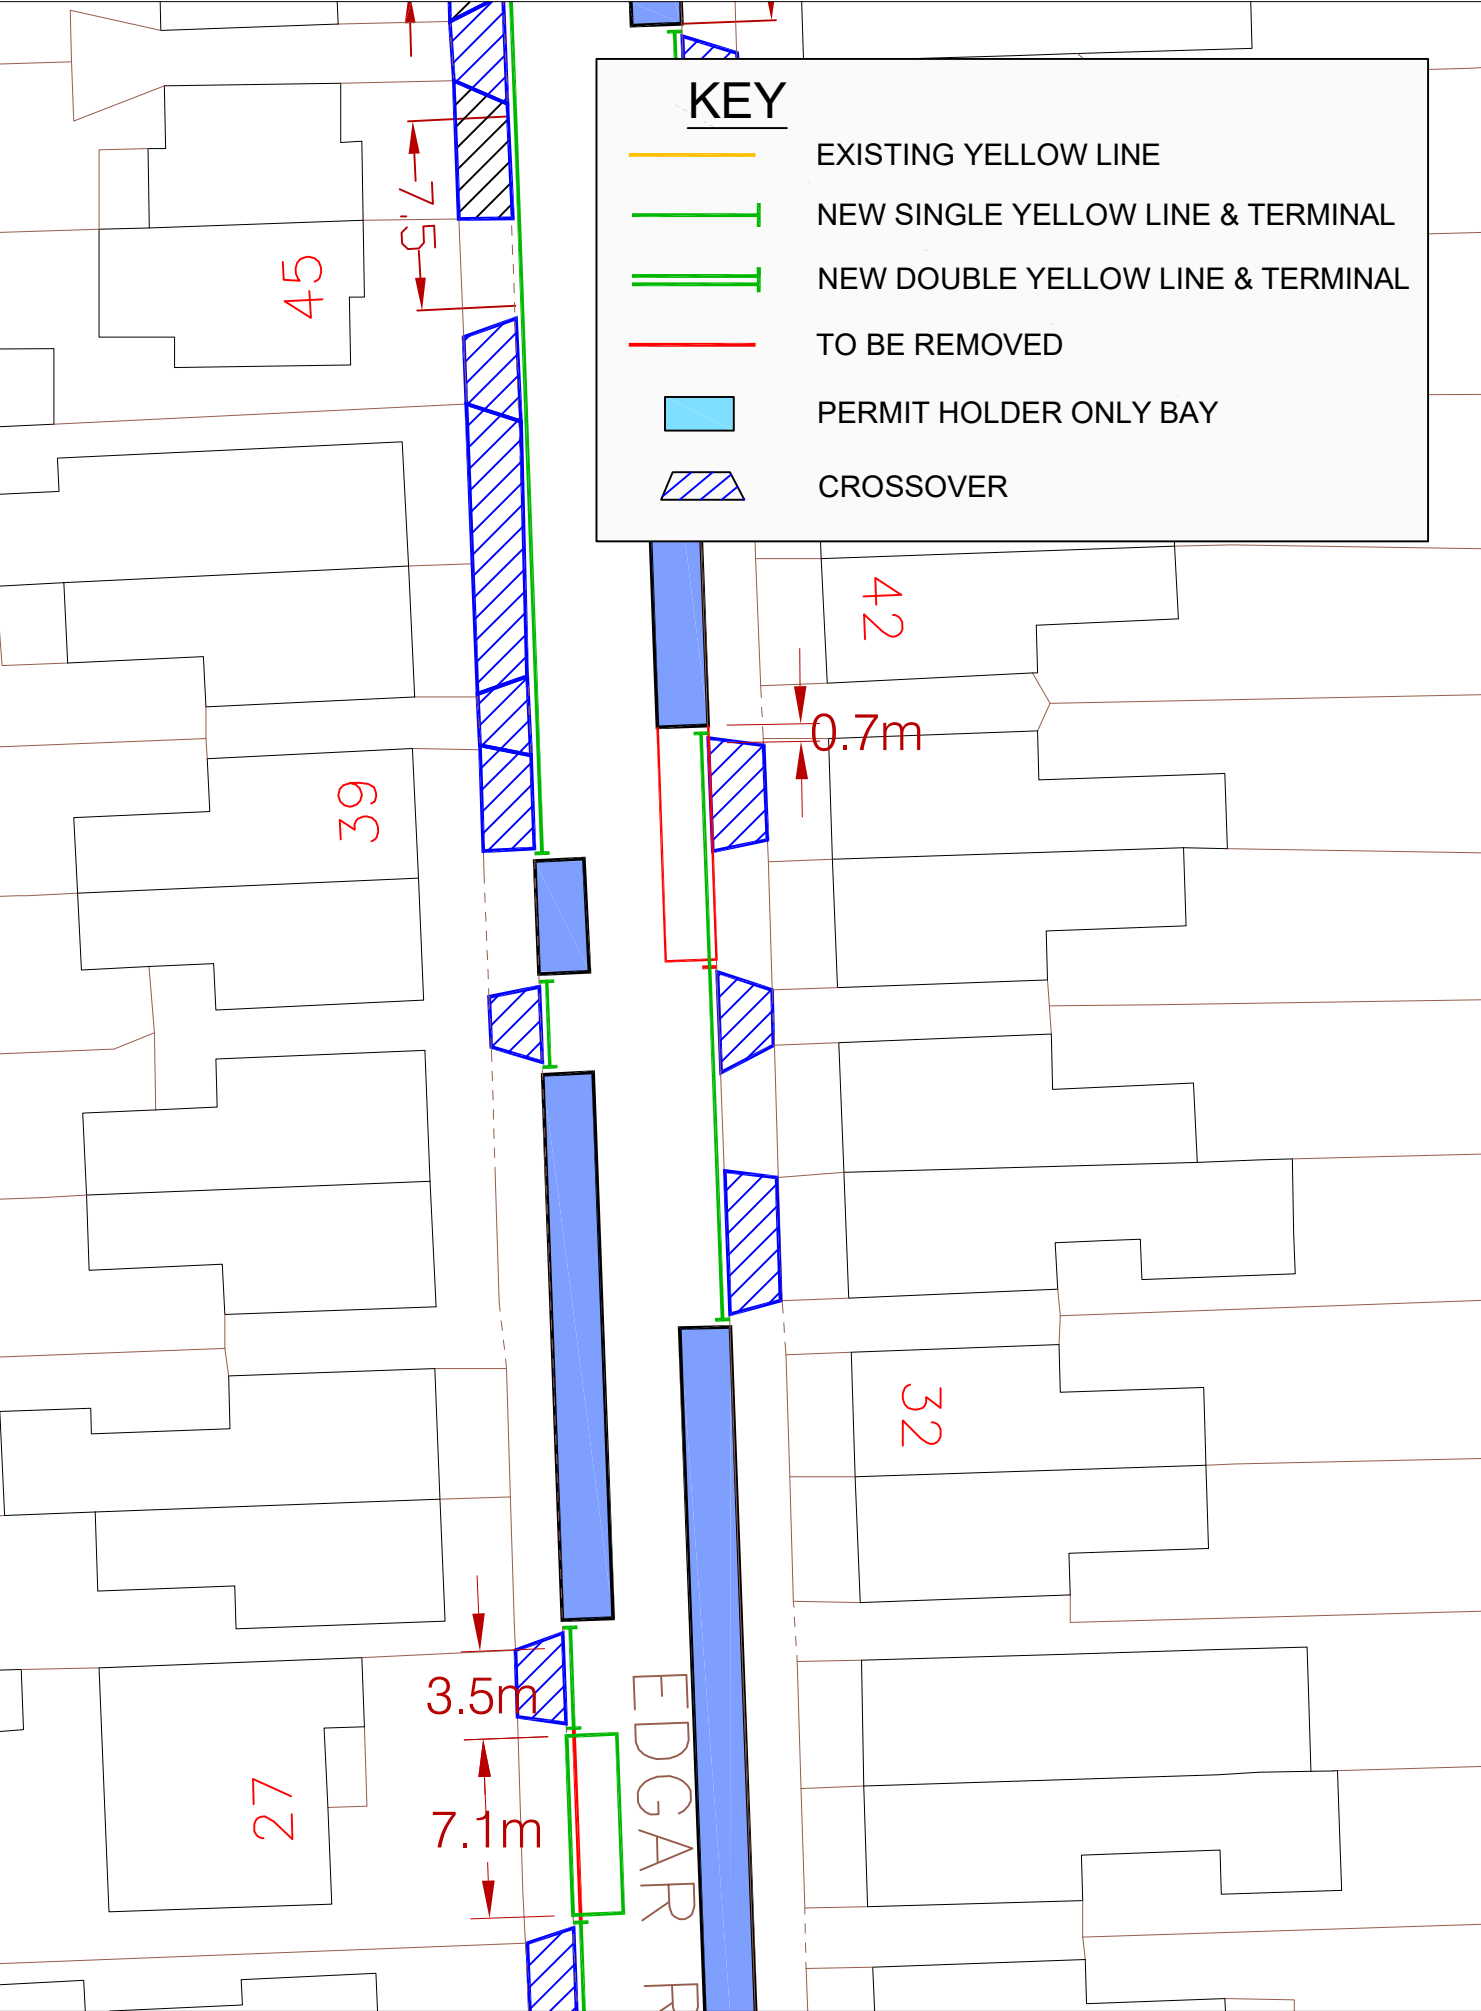 KEY
EXISTING YELLOW LINE
NEW SINGLE YELLOW LINE & TERMINAL
NEW DOUBLE YELLOW LINE & TERMINAL
TO BE REMOVED
PERMIT HOLDER ONLY BAY
CROSSOVER
7.5
45
42
0.7m
39
32
3.5m
7.1m
27
EDGAR R